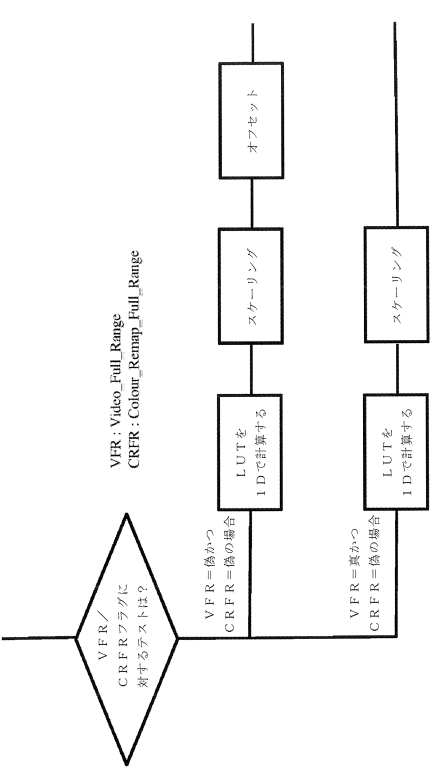 ＶＦＲ／
ＣＲＦＲフラグに
対するテストは？
VFR : Video_Full_Range
CRFR : Colour_Remap_Full_Range
ＶＦＲ＝偽かつ
ＣＲＦＲ＝偽の場合
ＬＵＴを
１Ｄで計算する
スケーリング
オフセット
ＶＦＲ＝真かつ
ＣＲＦＲ＝偽の場合
ＬＵＴを
１Ｄで計算する
スケーリング